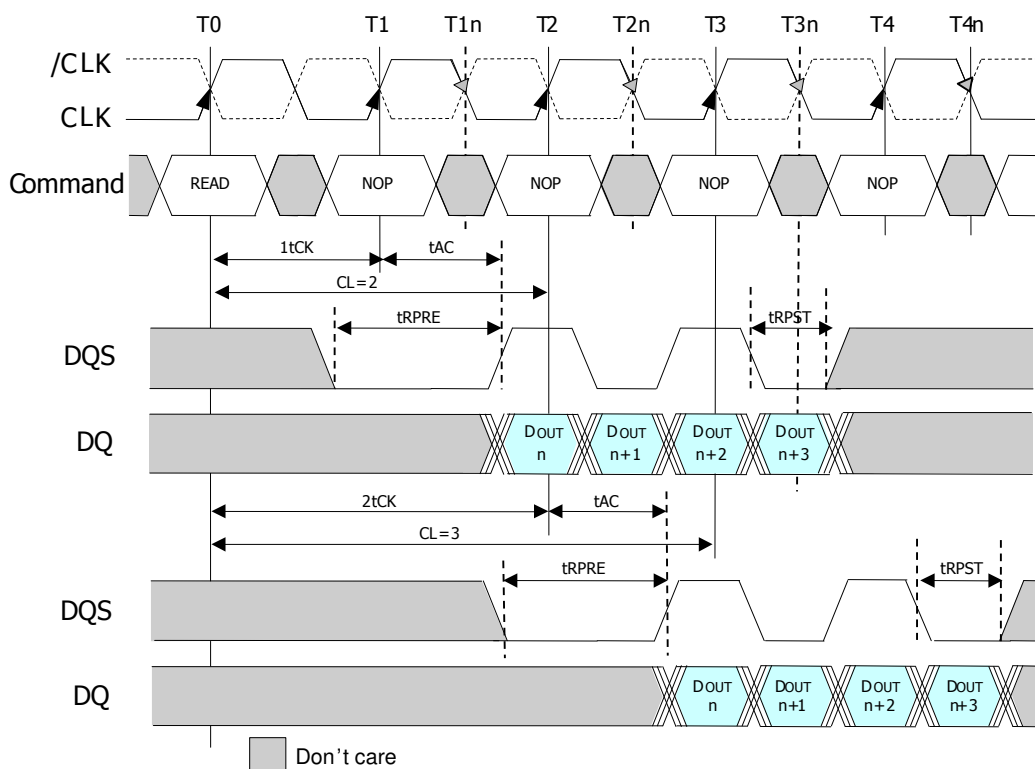 T0 T1 T1n T2 T2n T3 T3n T4 T4n
/CLK
CLK
Command READ NOP NOP NOP NOP
1tCK tAC
CL=2
tRPRE tRPST
DQS
DQ DOUT n DOUT n+1 DOUT n+2 DOUT n+3
2tCK tAC
CL=3
tRPRE tRPST
DQS
DQ DOUT n DOUT n+1 DOUT n+2 DOUT n+3
Don't care